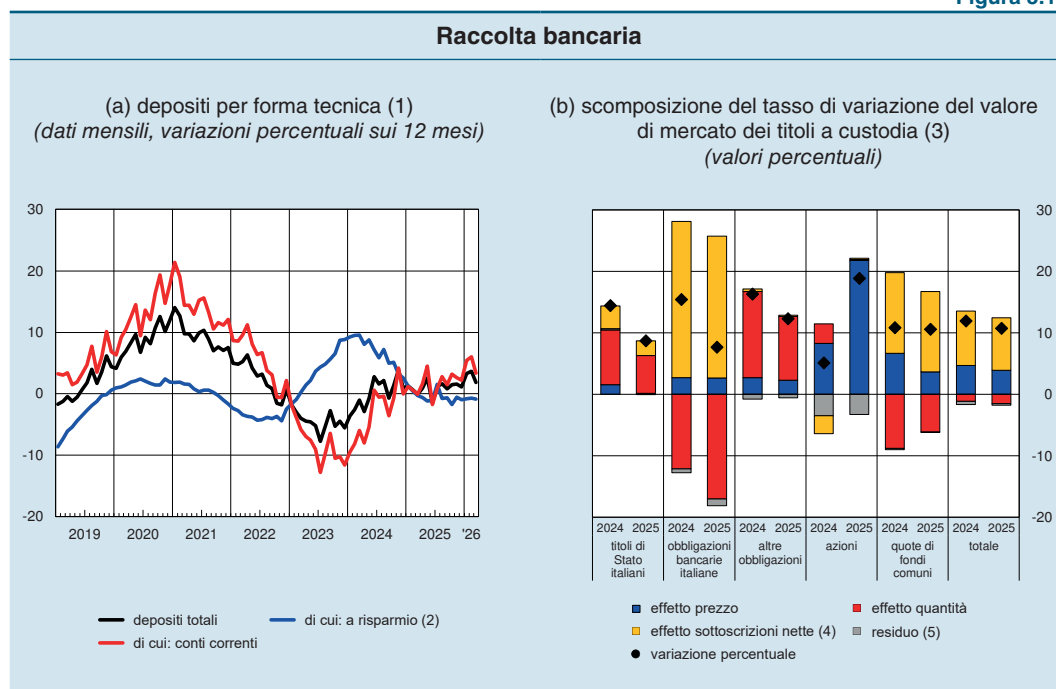 Raccolta bancaria
(a) depositi per forma tecnica (1)
(dati mensili, variazioni percentuali sui 12 mesi)
30
20
10
0
-10
-20
2019 2020 2021 2022 2023 2024 2025 '26
depositi totali
di cui: a risparmio (2)
di cui: conti correnti
(b) scomposizione del tasso di variazione del valore
di mercato dei titoli a custodia (3)
(valori percentuali)
30
20
10
0
-10
-20
2024 2025 2024 2025 2024 2025 2024 2025 2024 2025 2024 2025
titoli di
Stato
italiani
obbligazioni
bancarie
italiane
altre
obbligazioni
azioni
quote di
fondi
comuni
totale
effetto prezzo
effetto quantità
effetto sottoscrizioni nette (4)
residuo (5)
variazione percentuale